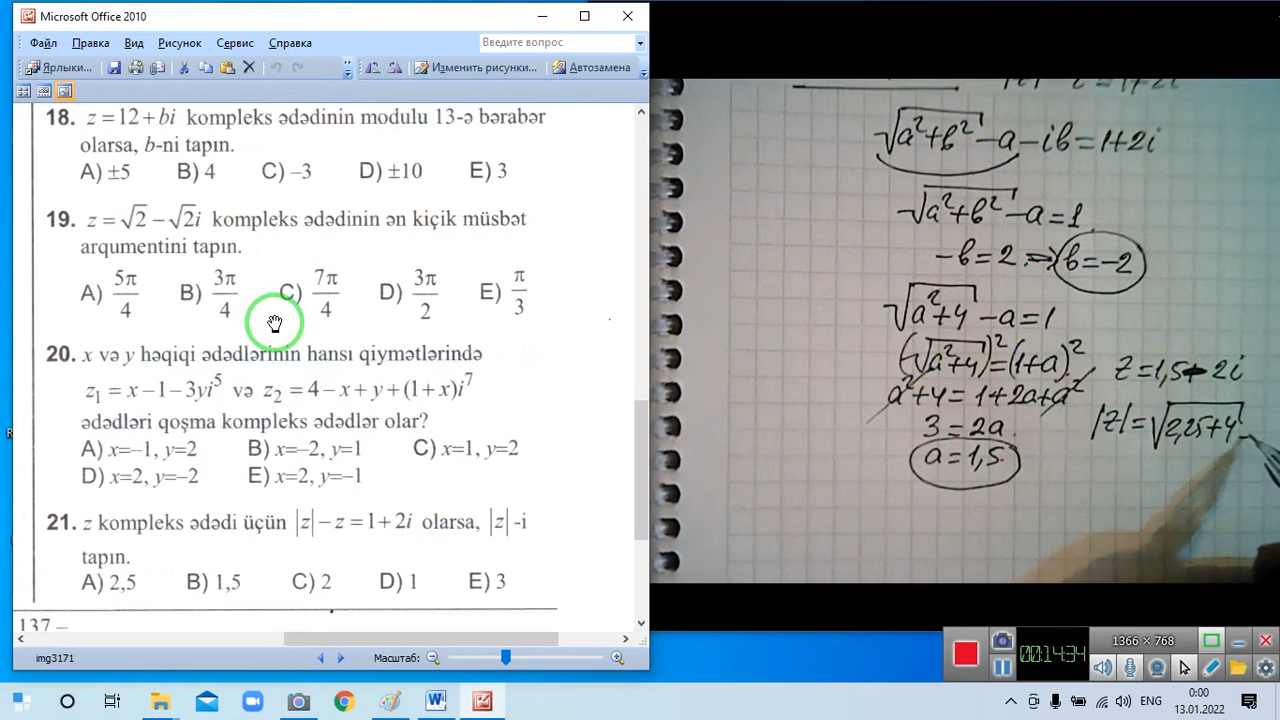 Microsoft Office 2010
Файл Правка Вид Рисунок Сервис Справка
Введите вопрос
Ярлыки...
Изменить рисунки...
Автозамена
18. z = 12 + bi kompleks ədədinin modulu 13-ə bərabər
olarsa, b-ni tapın.
A) ±5 B) 4 C) –3 D) ±10 E) 3
19. z = √2 − √2i kompleks ədədinin ən kiçik müsbət
arqumentini tapın.
A) 5π/4 B) 3π/4 C) 7π/4 D) 3π/2 E) π/3
20. x və y həqiqi ədədlərinin hansı qiymətlərində
z₁ = x − 1 − 3yi⁵ və z₂ = 4 − x + y + (1 + x)i⁷
ədədləri qoşma kompleks ədədlər olar?
A) x=–1, y=2 B) x=–2, y=1 C) x=1, y=2
D) x=2, y=–2 E) x=2, y=–1
21. z kompleks ədədi üçün |z| − z = 1 + 2i olarsa, |z| -i
tapın.
A) 2,5 B) 1,5 C) 2 D) 1 E) 3
137 –
img3171
Масштаб:
√a²+b² −a−ib=1+2i
√a²+b² −a=1
−b=2 ⇒ b=−2
√a²+4 −a=1
(√a²+4)²=(1+a)²
a²+4=1+2a+a²
3=2a
a=1,5
z=1,5−2i
|z|=√2,25+4
1366 × 768
00:14:34
ENG
0:00
13.01.2022